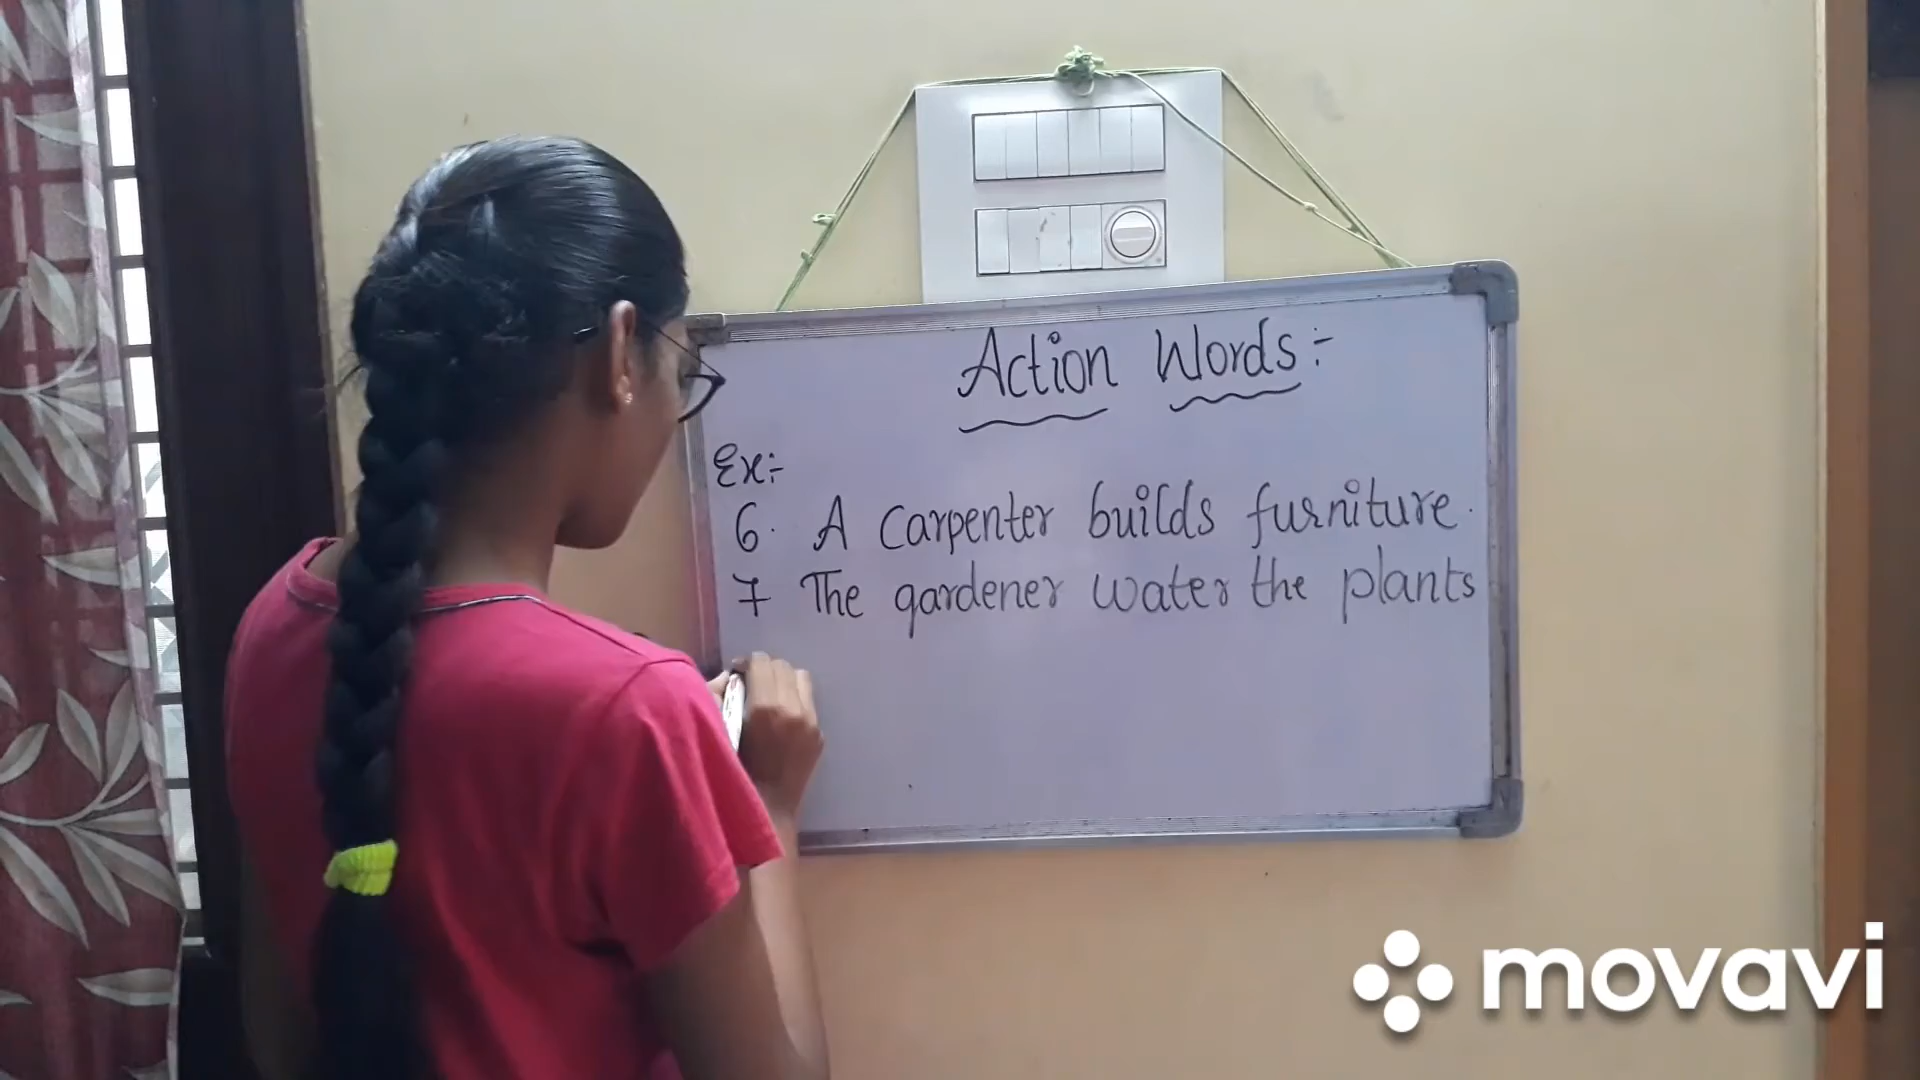 Action Words:-
Ex:-
6. A carpenter builds furniture.
7 The gardener water the plants
movavi